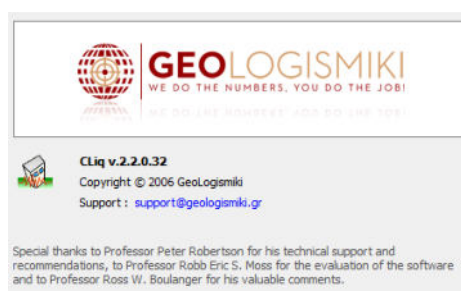 GEOLOGISMIKI
WE DO THE NUMBERS, YOU DO THE JOB!
CLiq v.2.2.0.32
Copyright © 2006 GeoLogismiki
Support : support@geologismiki.gr
Special thanks to Professor Peter Robertson for his technical support and
recommendations, to Professor Robb Eric S. Moss for the evaluation of the software
and to Professor Ross W. Boulanger for his valuable comments.